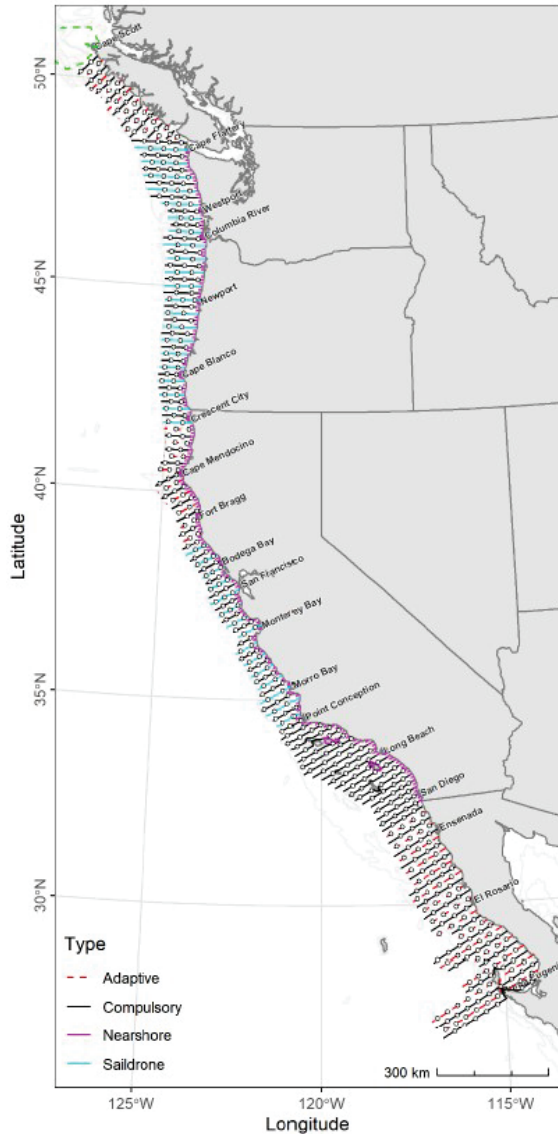 Cape Scott
50°N
Cape Flattery
Westport
Columbia River
45°N
Newport
Cape Blanco
Crescent City
Cape Mendocino
40°N
Fort Bragg
Bodega Bay
San Francisco
Monterey Bay
Latitude
35°N
Morro Bay
Point Conception
Long Beach
San Diego
Ensenada
30°N
El Rosario
Type
Adaptive
Compulsory
Nearshore
Saildrone
300 km
125°W
120°W
115°W
Longitude